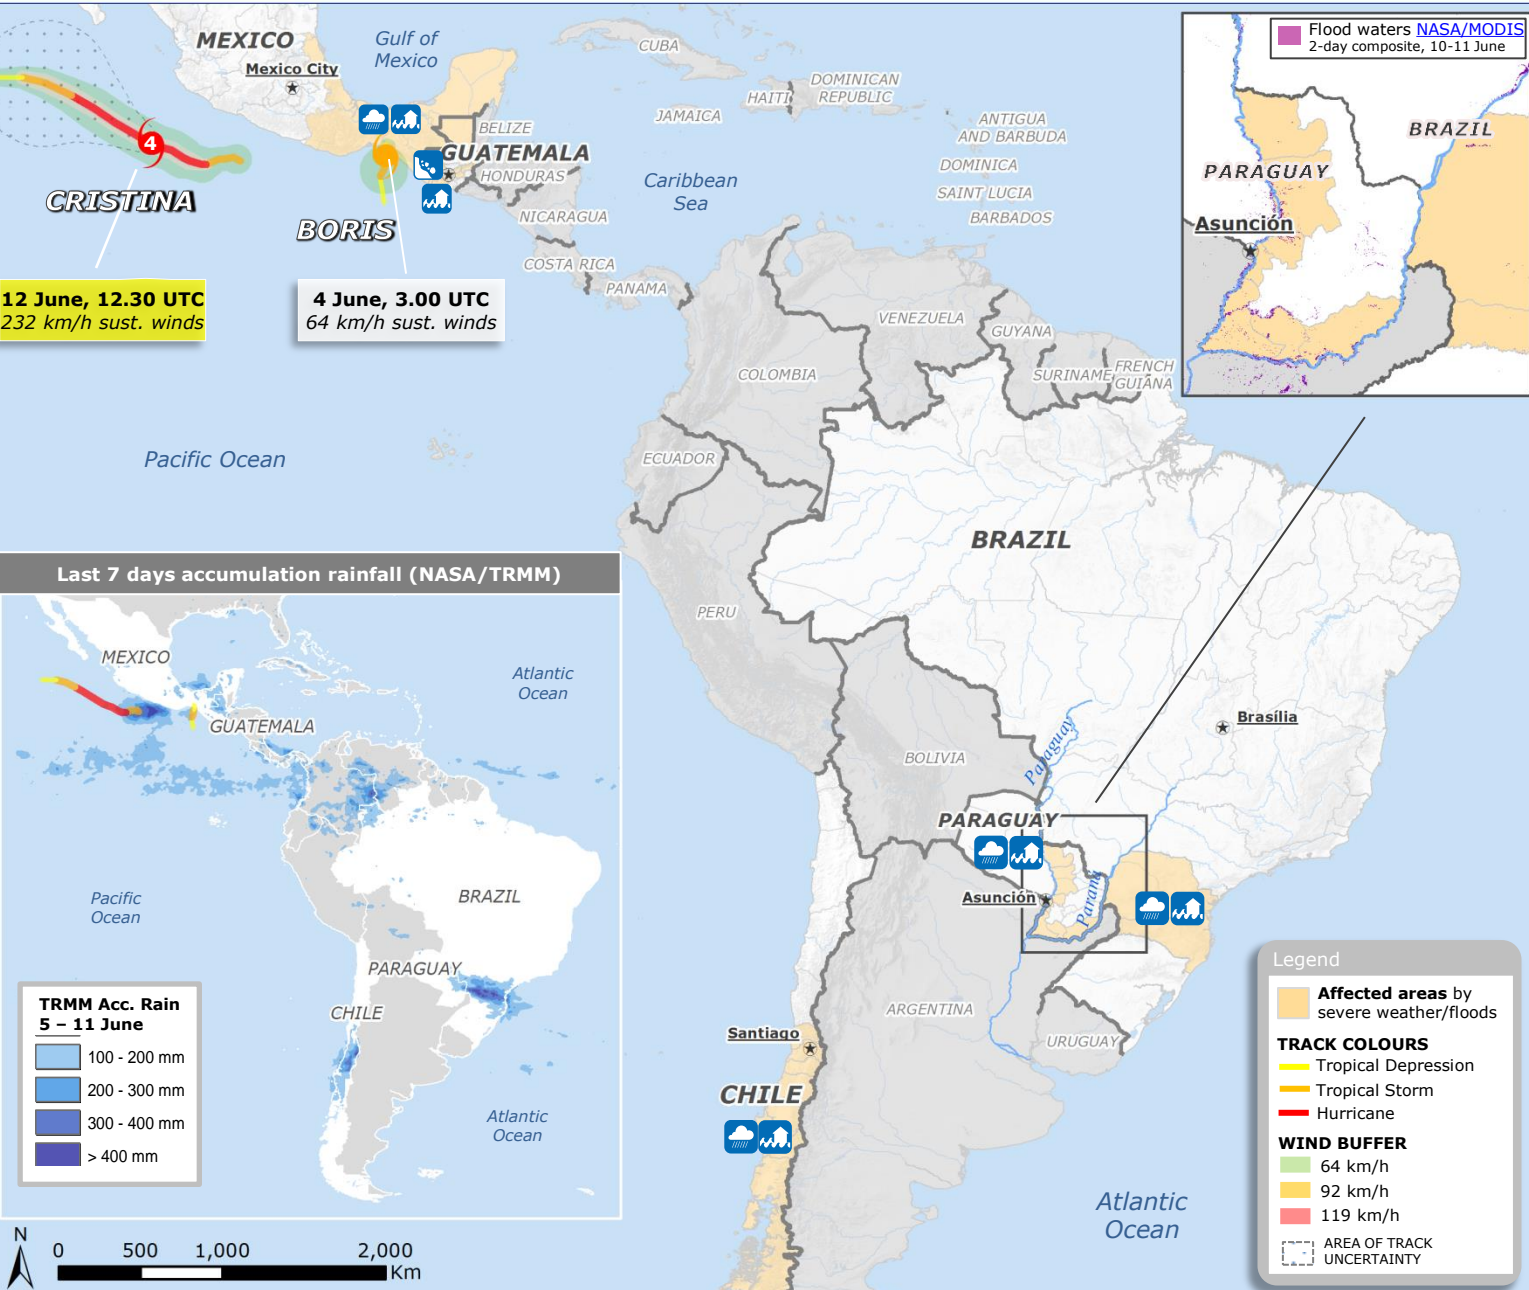 MEXICO
Mexico City
Gulf of
Mexico
CUBA
HAITI
DOMINICAN
REPUBLIC
JAMAICA
BELIZE
GUATEMALA
HONDURAS
NICARAGUA
COSTA RICA
PANAMA
Caribbean
Sea
ANTIGUA
AND BARBUDA
DOMINICA
SAINT LUCIA
BARBADOS
4
CRISTINA
BORIS
12 June, 12.30 UTC
232 km/h sust. winds
4 June, 3.00 UTC
64 km/h sust. winds
Flood waters NASA/MODIS
2-day composite, 10-11 June
BRAZIL
PARAGUAY
Asunción
VENEZUELA
GUYANA
SURINAME
FRENCH
GUIANA
COLOMBIA
ECUADOR
Pacific Ocean
PERU
BRAZIL
Brasília
BOLIVIA
Paraguay
PARAGUAY
Asunción
Paraná
ARGENTINA
URUGUAY
Santiago
CHILE
Atlantic
Ocean
Last 7 days accumulation rainfall (NASA/TRMM)
MEXICO
GUATEMALA
Atlantic
Ocean
Pacific
Ocean
BRAZIL
PARAGUAY
CHILE
Atlantic
Ocean
TRMM Acc. Rain
5 – 11 June
100 - 200 mm
200 - 300 mm
300 - 400 mm
> 400 mm
N
0 500 1,000 2,000
Km
Legend
Affected areas by
severe weather/floods
TRACK COLOURS
Tropical Depression
Tropical Storm
Hurricane
WIND BUFFER
64 km/h
92 km/h
119 km/h
AREA OF TRACK
UNCERTAINTY